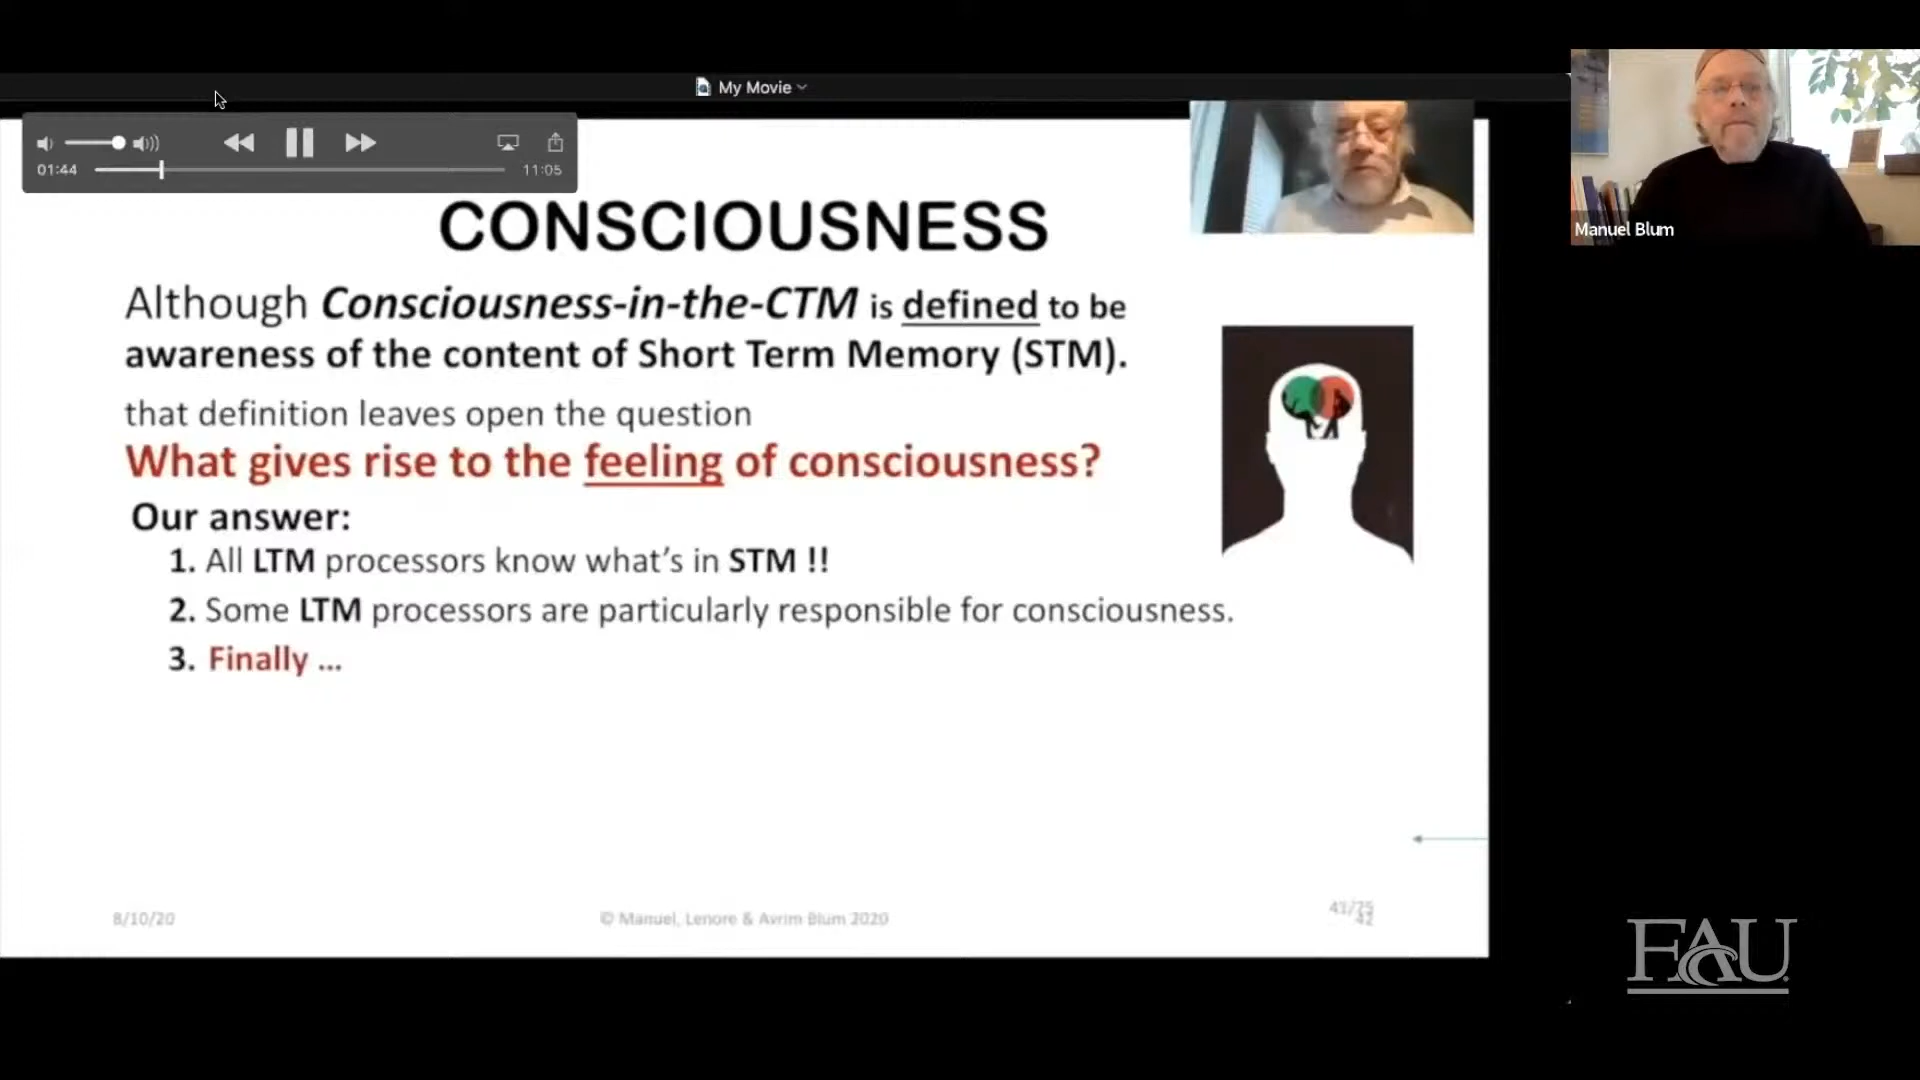 My Movie
01:44
11:05
Manuel Blum
CONSCIOUSNESS
Although Consciousness-in-the-CTM is defined to be
awareness of the content of Short Term Memory (STM).
that definition leaves open the question
What gives rise to the feeling of consciousness?
Our answer:
1. All LTM processors know what's in STM !!
2. Some LTM processors are particularly responsible for consciousness.
3. Finally ...
8/10/20
© Manuel, Lenore & Avrim Blum 2020
42
FAU